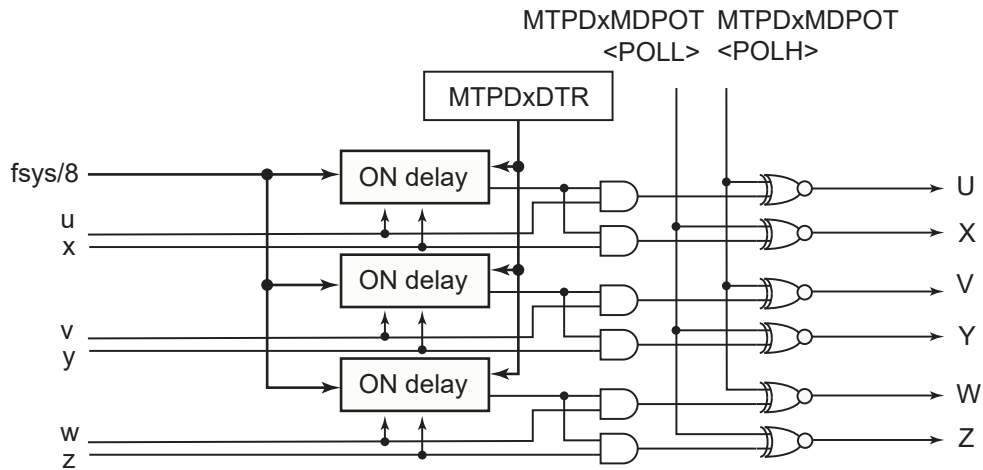 MTPDxMDPOT
<POLL>
MTPDxMDPOT
<POLH>
MTPDxDTR
fsys/8
ON delay
u
x
U
X
ON delay
v
y
V
Y
ON delay
w
z
W
Z